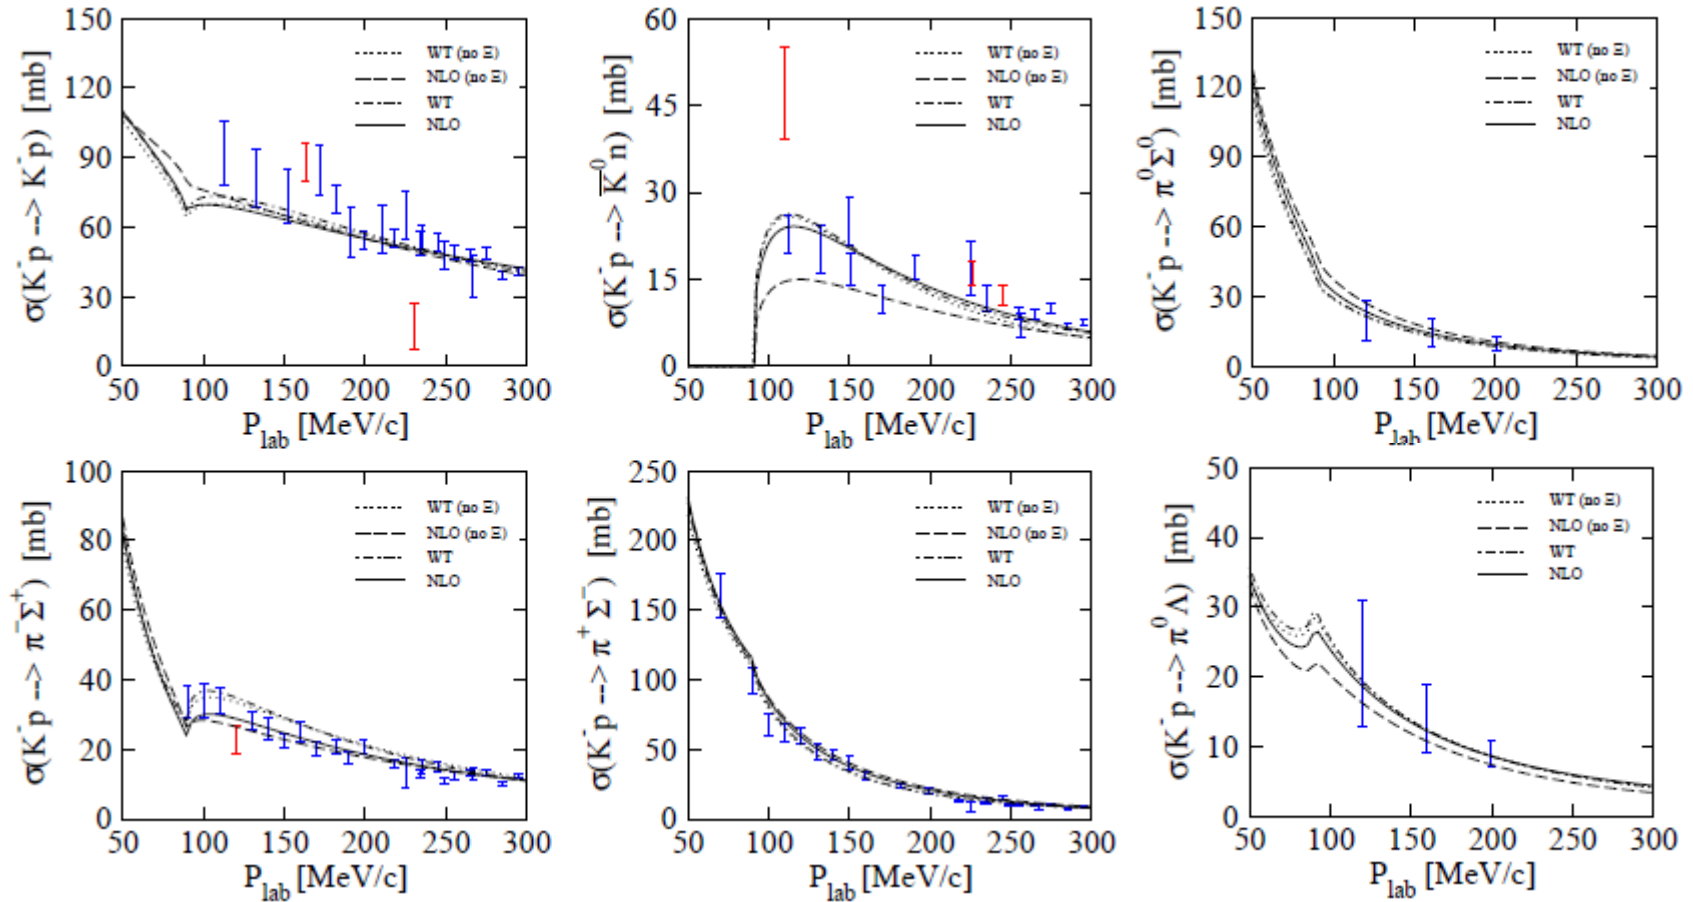 150
120
90
60
30
0
50 100 150 200 250 300
σ(K⁻p --> K⁻p) [mb]
P_lab [MeV/c]
WT (no Ξ)
NLO (no Ξ)
WT
NLO
60
45
30
15
0
50 100 150 200 250 300
σ(K⁻p --> K̅⁰n) [mb]
P_lab [MeV/c]
WT (no Ξ)
NLO (no Ξ)
WT
NLO
150
120
90
60
30
0
50 100 150 200 250 300
σ(K⁻p --> π⁰Σ⁰) [mb]
P_lab [MeV/c]
WT (no Ξ)
NLO (no Ξ)
WT
NLO
100
80
60
40
20
0
50 100 150 200 250 300
σ(K⁻p --> π⁻Σ⁺) [mb]
P_lab [MeV/c]
WT (no Ξ)
NLO (no Ξ)
WT
NLO
250
200
150
100
50
0
50 100 150 200 250 300
σ(K⁻p --> π⁺Σ⁻) [mb]
P_lab [MeV/c]
WT (no Ξ)
NLO (no Ξ)
WT
NLO
50
40
30
20
10
0
50 100 150 200 250 300
σ(K⁻p --> π⁰Λ) [mb]
P_lab [MeV/c]
WT (no Ξ)
NLO (no Ξ)
WT
NLO